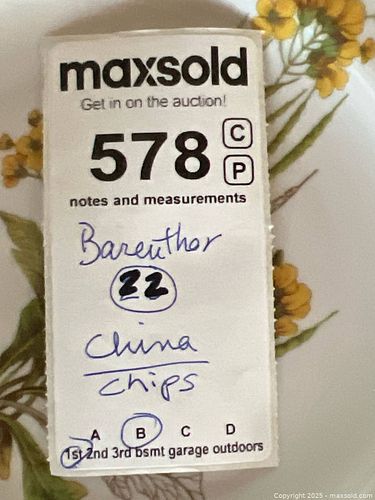 maxsold
Get in on the auction!
578 C
P
notes and measurements
Bareuther
22
China
chips
A B C D
1st 2nd 3rd bsmt garage outdoors
Copyright 2025 - maxsold.com